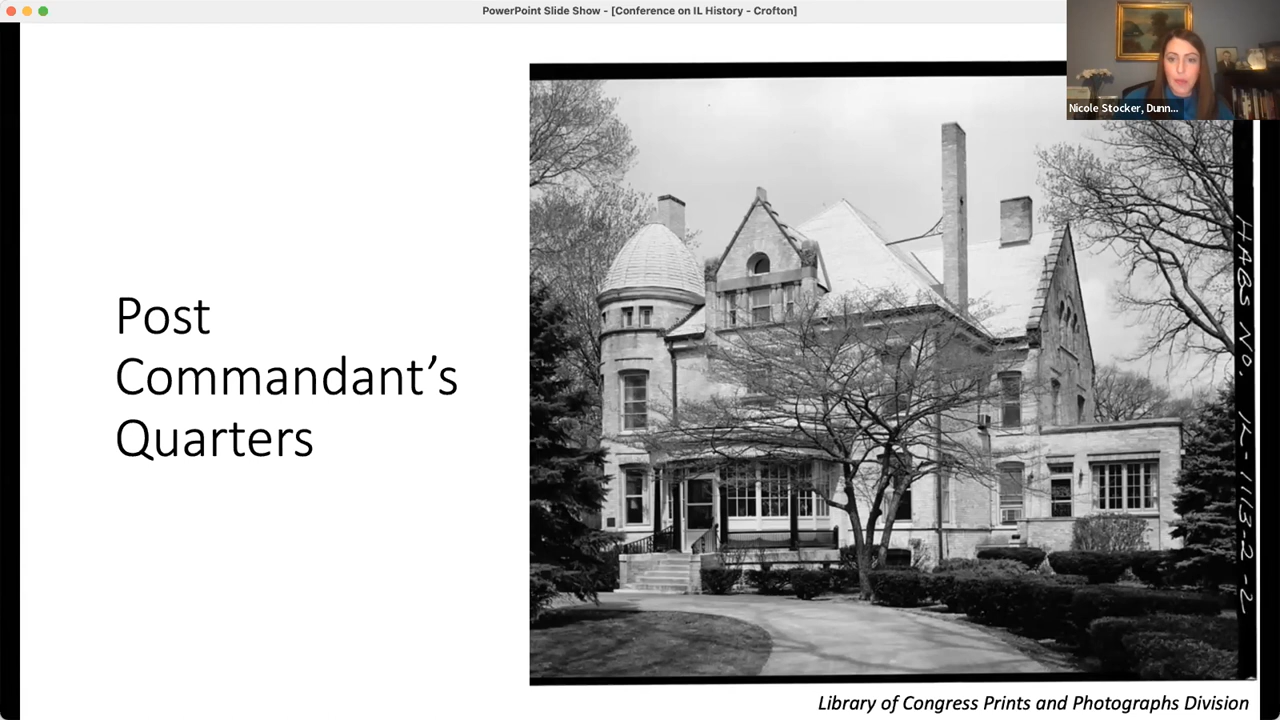 PowerPoint Slide Show - [Conference on IL History - Crofton]
Nicole Stocker, Dunn...
Post
Commandant’s
Quarters
HABS No. IL-1113-2-2
Library of Congress Prints and Photographs Division